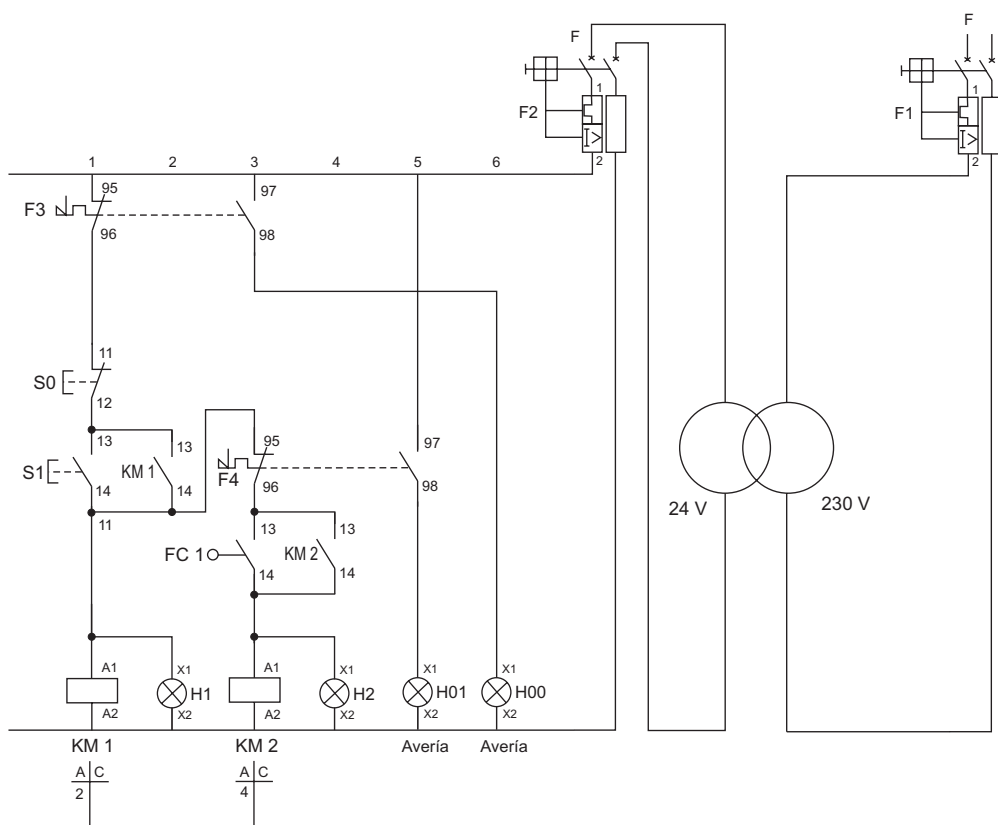 F F
F2 1 F1 1
2 2
1 2 3 4 5 6
F3 95 97
96 98
11
S0
12
13 13 95 97
S1 KM 1 F4
14 14 96 98
11 13 13
FC 1 KM 2
14 14
24 V 230 V
A1 X1 A1 X1 X1 X1
H1 H2 H01 H00
A2 X2 A2 X2 X2 X2
KM 1 KM 2 Avería Avería
A C A C
2 4